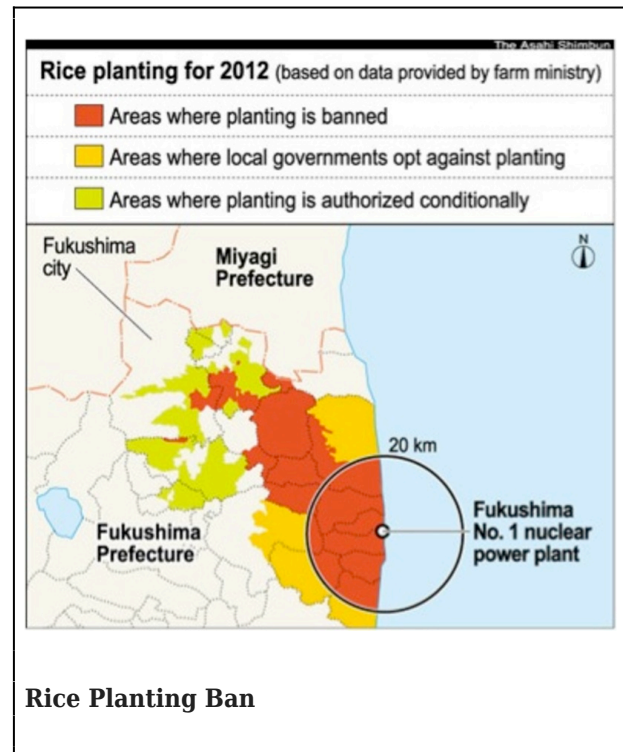 The Asahi Shimbun
Rice planting for 2012 (based on data provided by farm ministry)
Areas where planting is banned
Areas where local governments opt against planting
Areas where planting is authorized conditionally
Fukushima
city
Miyagi
Prefecture
N
20 km
Fukushima
No. 1 nuclear
power plant
Fukushima
Prefecture
Rice Planting Ban